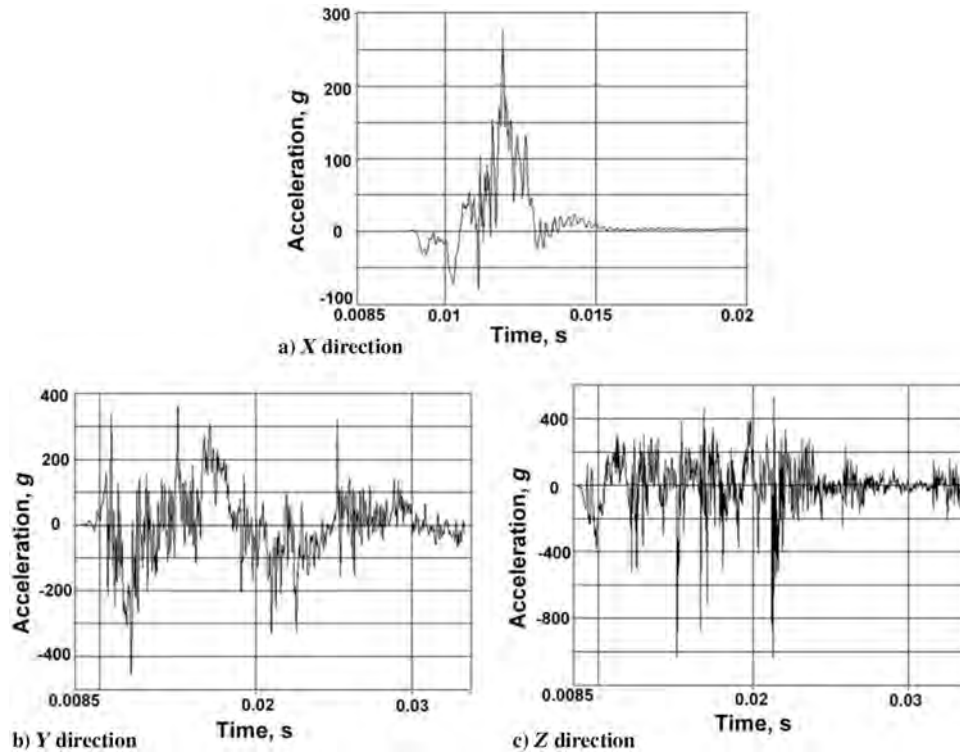 300
200
100
0
-100
Acceleration, g
0.0085 0.01 0.015 0.02
Time, s
a) X direction
400
200
0
-200
-400
Acceleration, g
0.0085 0.02 0.03
Time, s
b) Y direction
400
0
-400
-800
Acceleration, g
0.0085 0.02 0.03
Time, s
c) Z direction